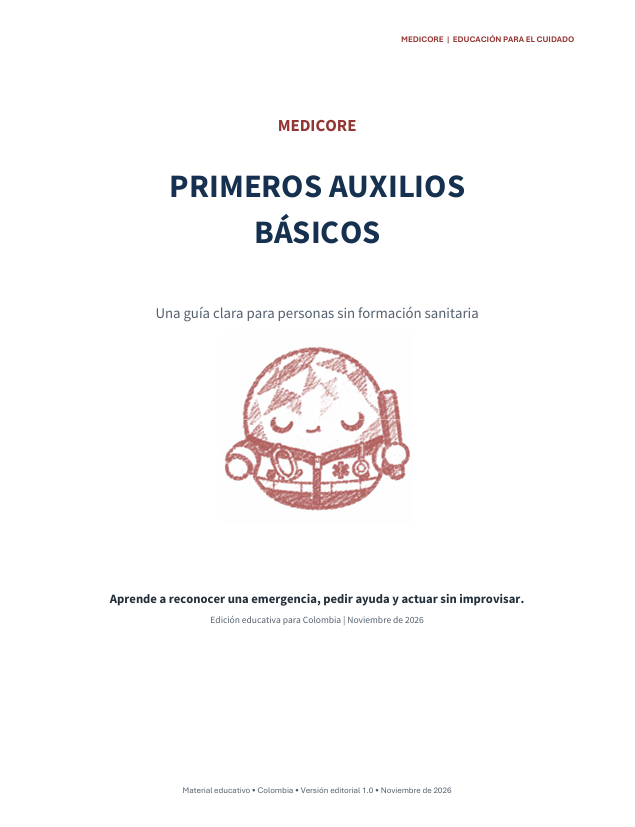 MEDICORE | EDUCACIÓN PARA EL CUIDADO
MEDICORE
PRIMEROS AUXILIOS
BÁSICOS
Una guía clara para personas sin formación sanitaria
Aprende a reconocer una emergencia, pedir ayuda y actuar sin improvisar.
Edición educativa para Colombia | Noviembre de 2026
Material educativo • Colombia • Versión editorial 1.0 • Noviembre de 2026